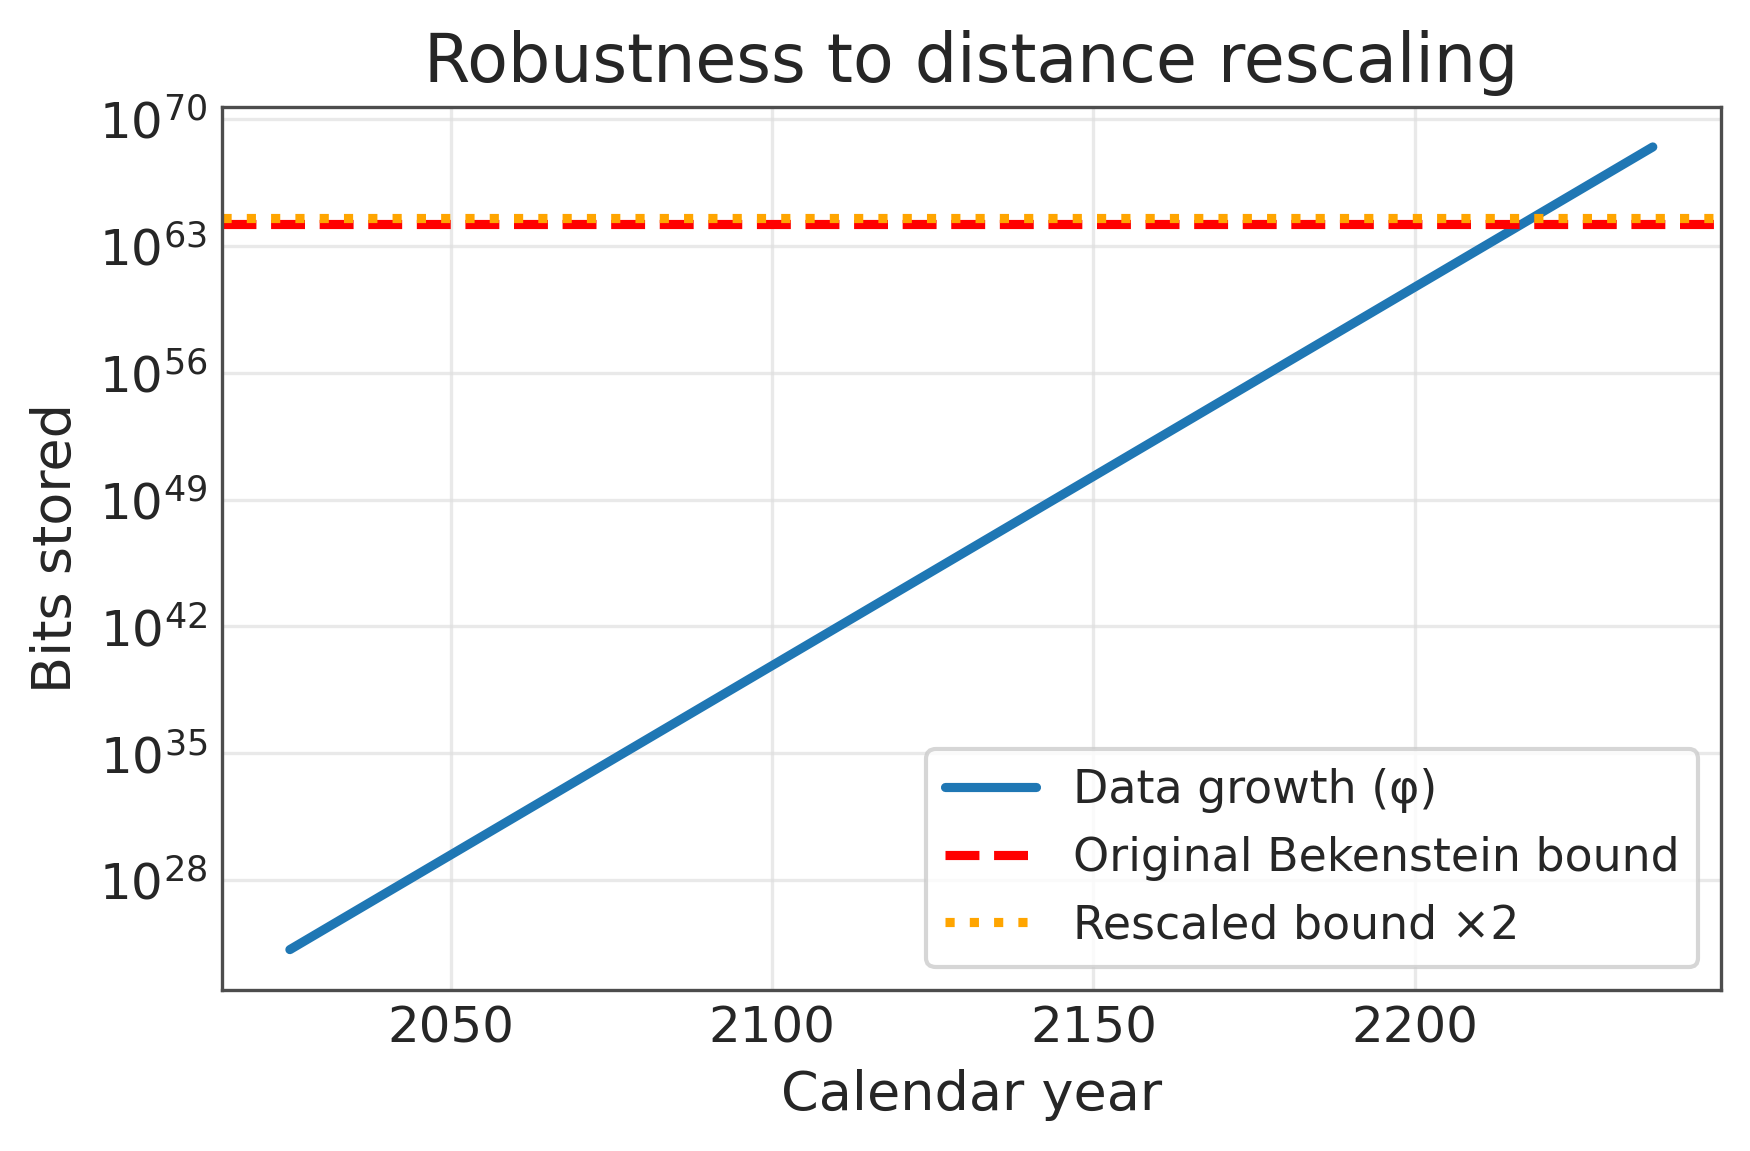 Robustness to distance rescaling
10^70
10^63
10^56
10^49
10^42
10^35
10^28
Bits stored
Data growth (φ)
Original Bekenstein bound
Rescaled bound ×2
2050 2100 2150 2200
Calendar year